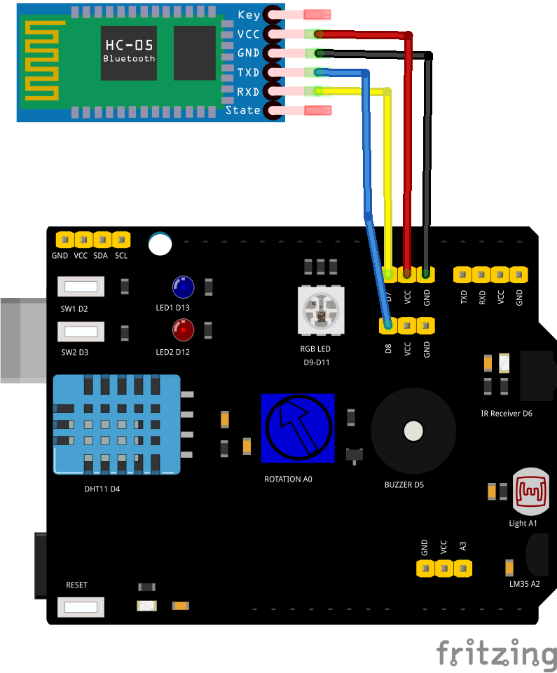 Key
VCC
GND
TXD
RXD
State
HC-05
Bluetooth
GND VCC SDA SCL
SW1 D2
LED1 D13
SW2 D3
LED2 D12
RGB LED
D9-D11
D7 VCC GND
TXD RXD VCC GND
D8 VCC GND
IR Receiver D6
DHT11 D4
ROTATION A0
BUZZER D5
Light A1
GND VCC A3
LM35 A2
RESET
fritzing